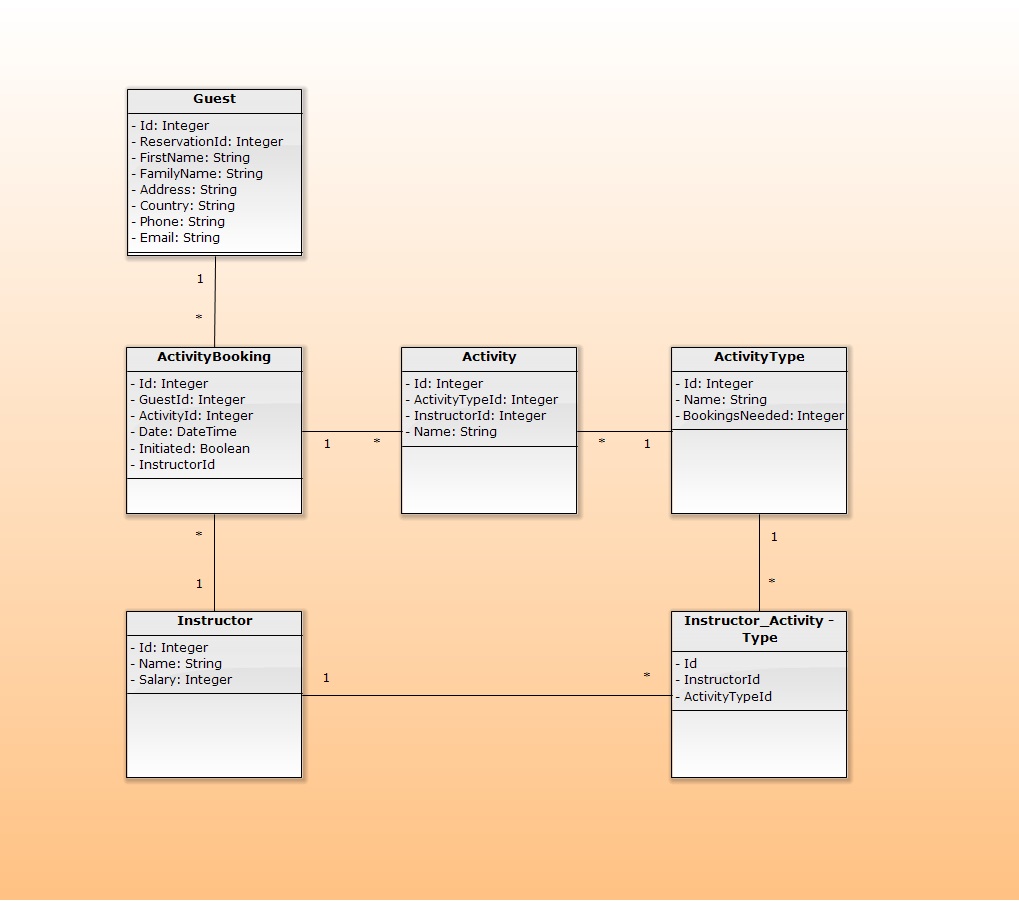 Guest
- Id: Integer
- ReservationId: Integer
- FirstName: String
- FamilyName: String
- Address: String
- Country: String
- Phone: String
- Email: String
1
*
ActivityBooking
- Id: Integer
- GuestId: Integer
- ActivityId: Integer
- Date: DateTime
- Initiated: Boolean
- InstructorId
1
*
Activity
- Id: Integer
- ActivityTypeId: Integer
- InstructorId: Integer
- Name: String
*
1
ActivityType
- Id: Integer
- Name: String
- BookingsNeeded: Integer
*
1
1
*
Instructor
- Id: Integer
- Name: String
- Salary: Integer
1
*
Instructor_Activity -
Type
- Id
- InstructorId
- ActivityTypeId